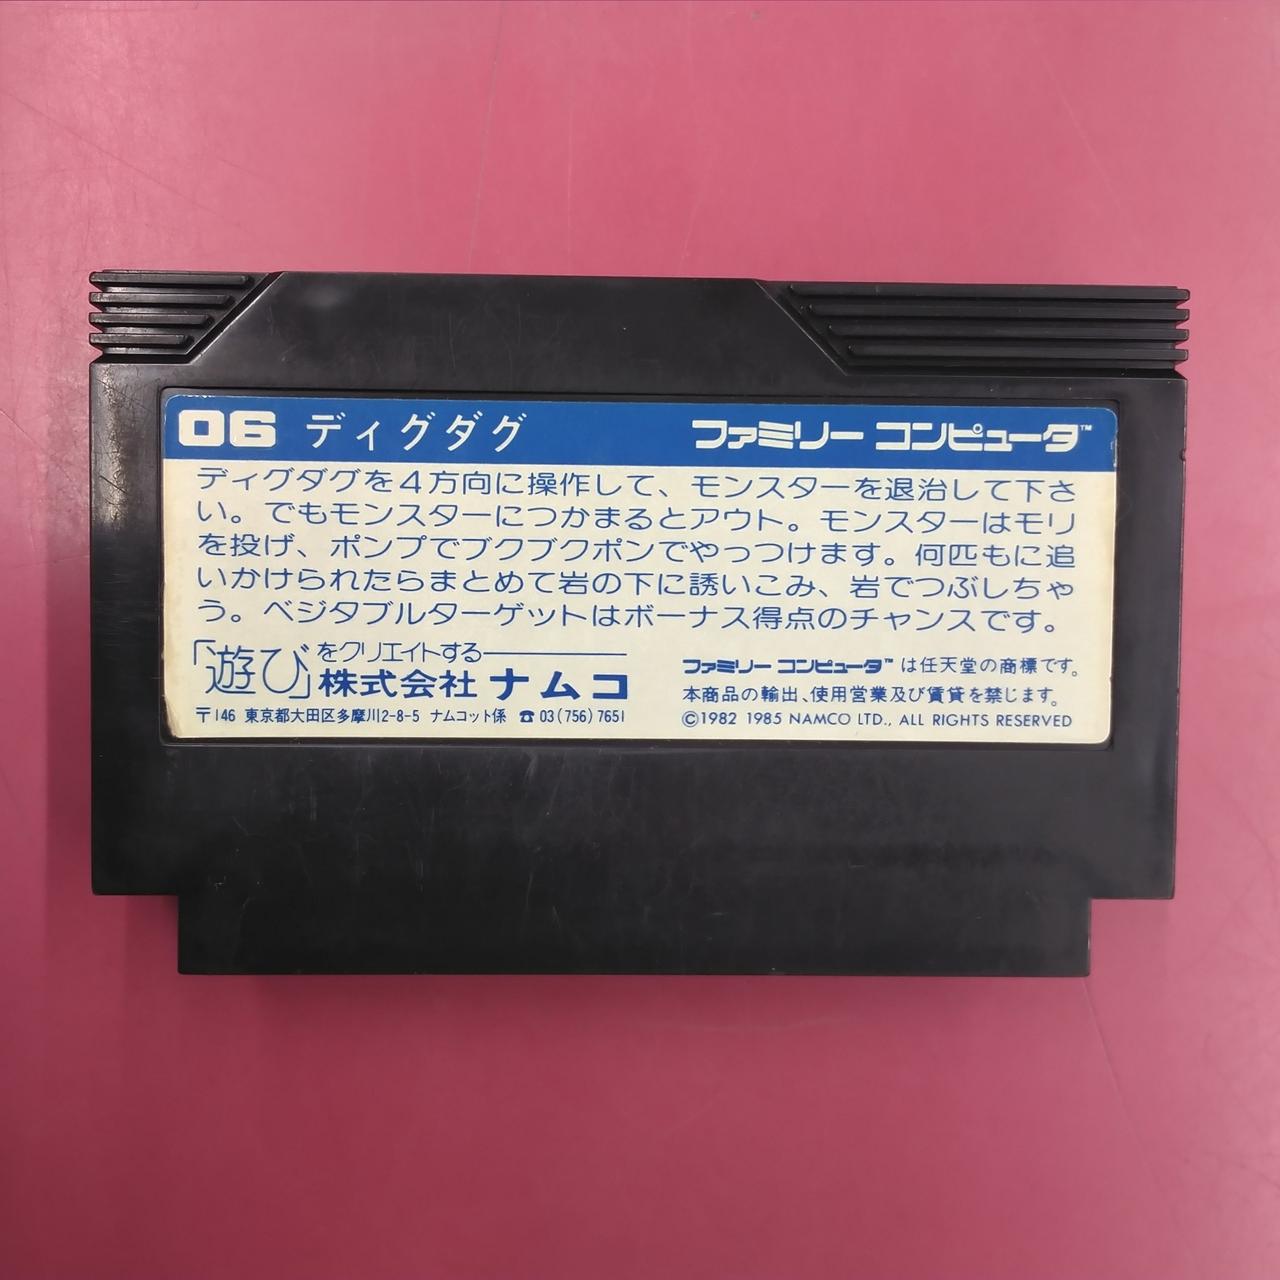 06 ディグダグ ファミリー コンピュータ™
ディグダグを4方向に操作して、モンスターを退治して下さ
い。でもモンスターにつかまるとアウト。モンスターはモリ
を投げ、ポンプでブクブクポンでやっつけます。何匹もに追
いかけられたらまとめて岩の下に誘いこみ、岩でつぶしちゃ
う。ベジタブルターゲットはボーナス得点のチャンスです。
「遊び」をクリエイトする
株式会社ナムコ
〒146 東京都大田区多摩川2-8-5 ナムコット係 ☎03(756)7651
ファミリー コンピュータ™は任天堂の商標です。
本商品の輸出、使用営業及び賃貸を禁じます。
©1982 1985 NAMCO LTD., ALL RIGHTS RESERVED